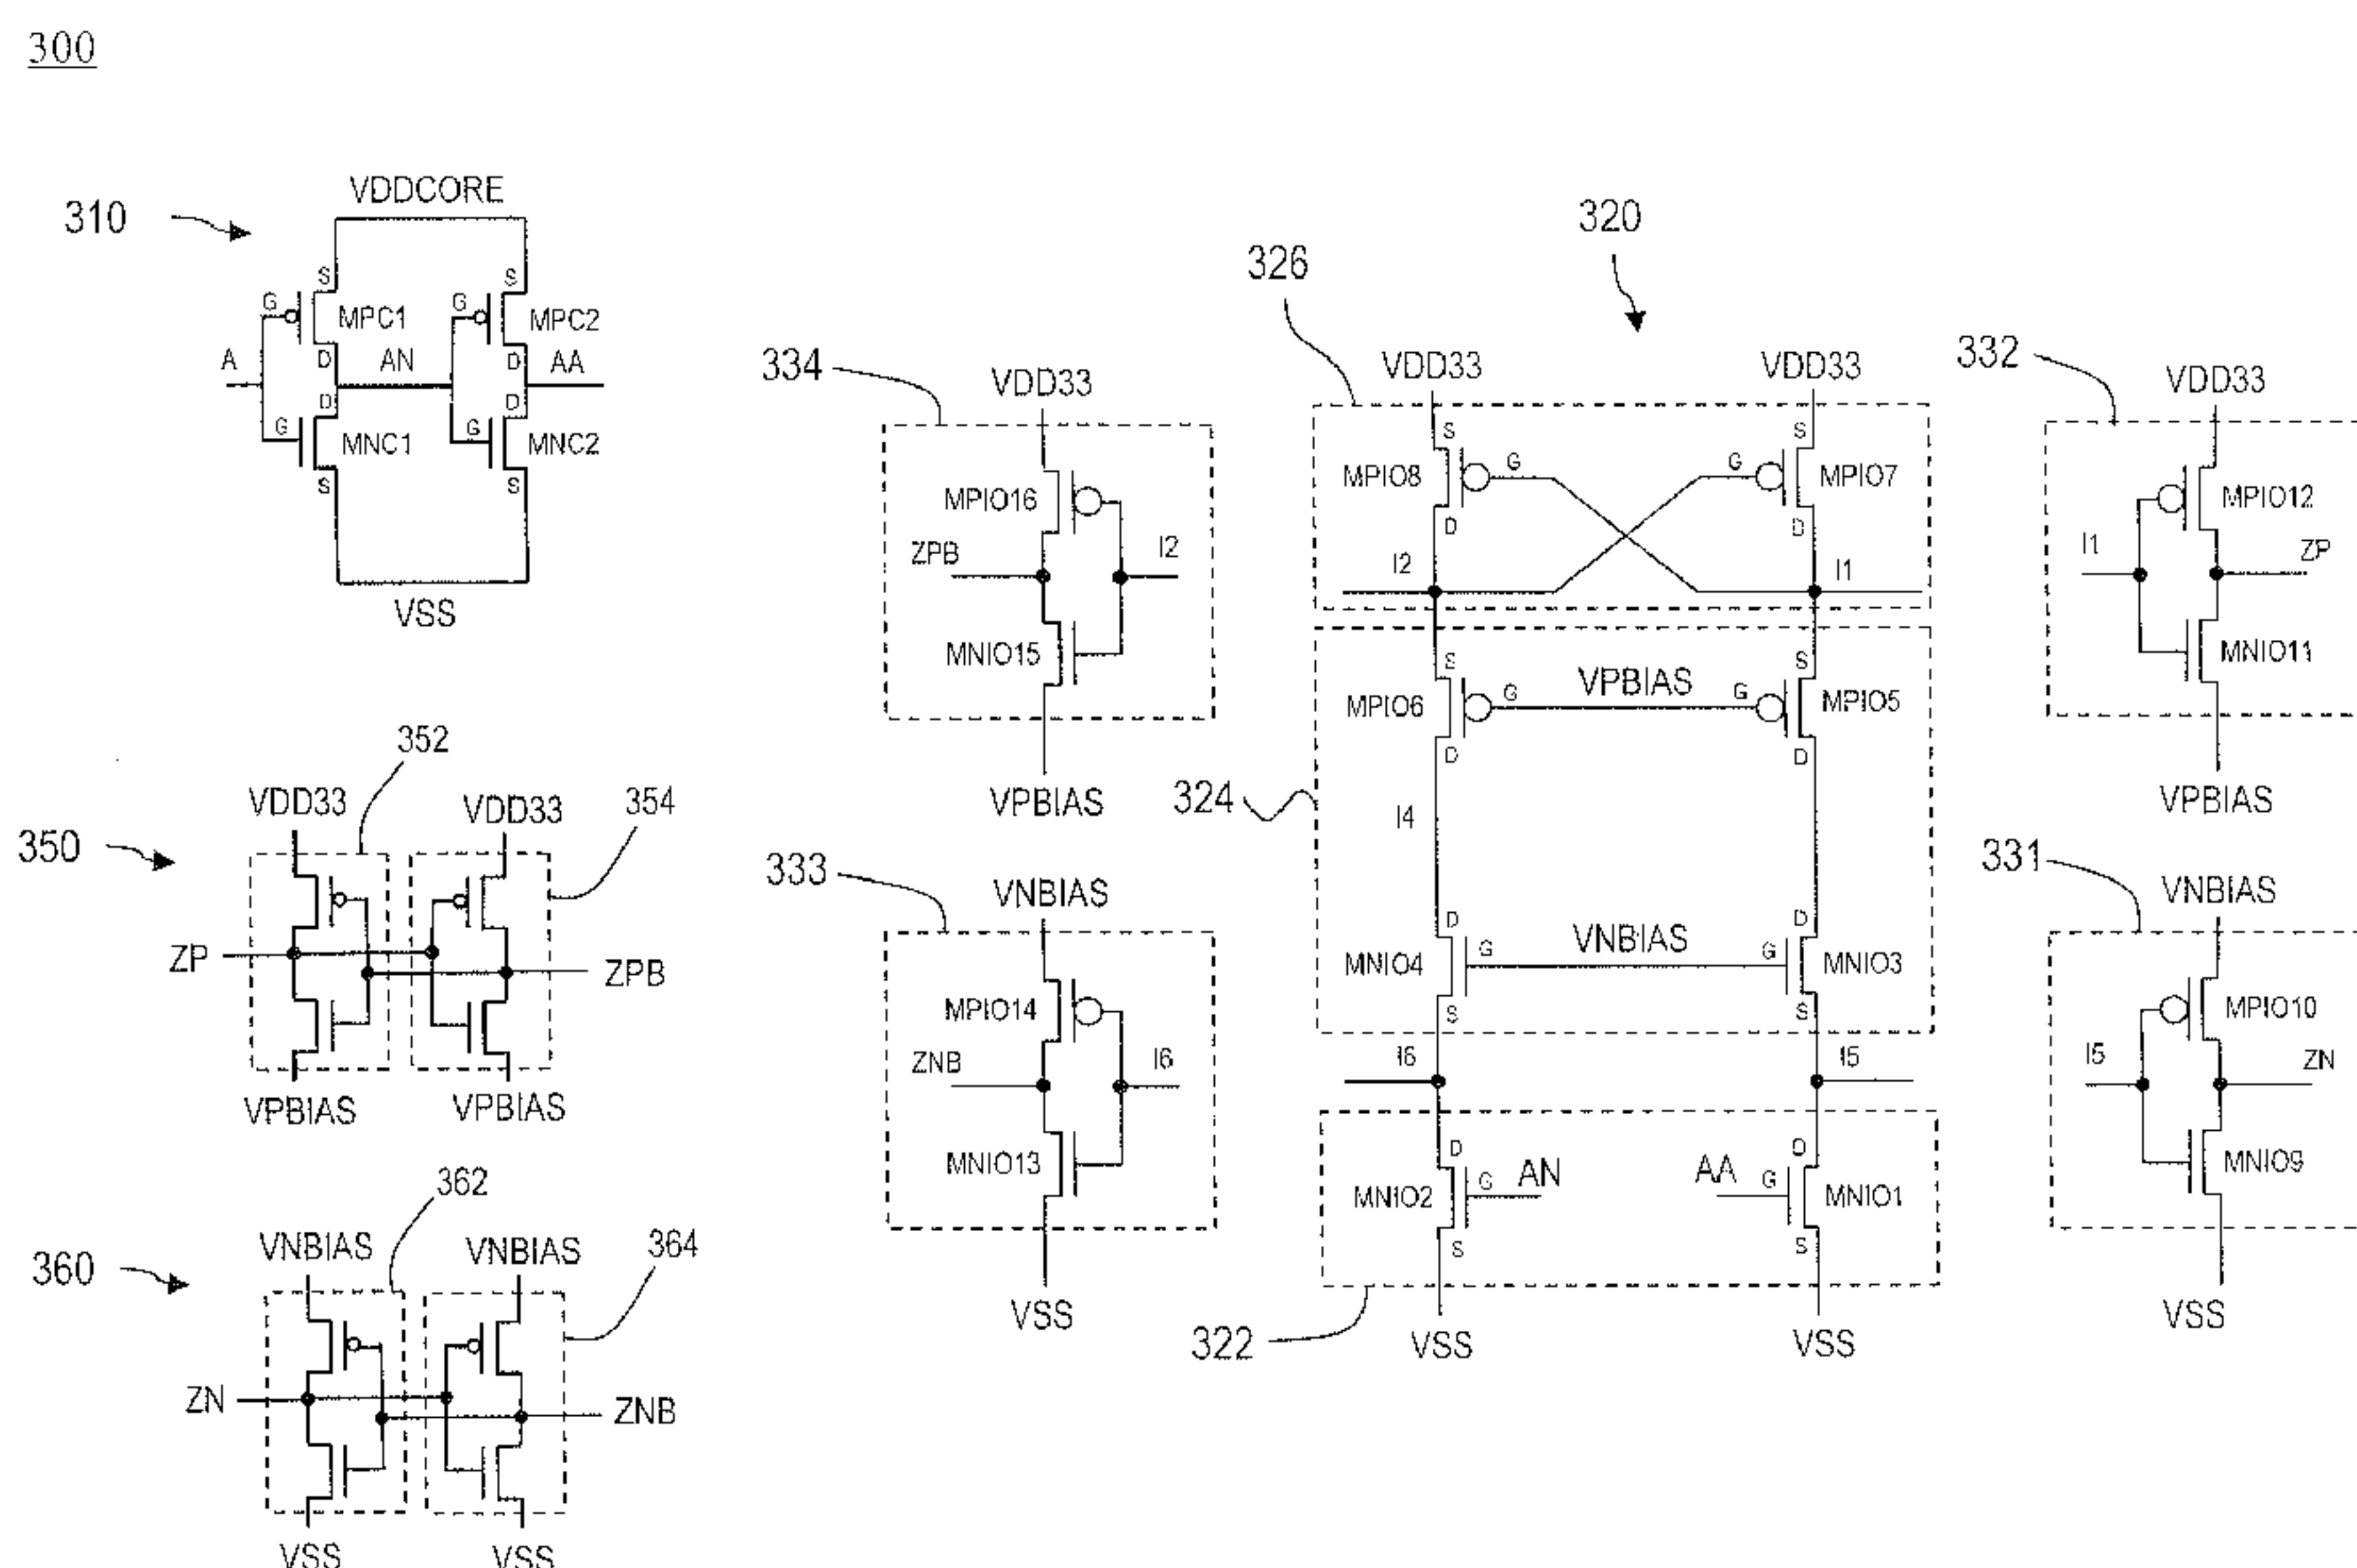 300
310
VDDCORE
S
S
G
MPC1
G
MPC2
D
D
A
AN
AA
D
D
G
MNC1
G
MNC2
S
S
VSS
350
352
354
VDD33
VDD33
ZP
ZPB
VPBIAS
VPBIAS
360
362
364
VNBIAS
VNBIAS
ZN
ZNB
VSS
VSS
334
VDD33
MPIO16
ZPB
I2
MNIO15
VPBIAS
333
VNBIAS
MPIO14
ZNB
I6
MNIO13
VSS
320
326
VDD33
VDD33
S
S
MPIO8
G
G
MPIO7
D
D
I2
I1
324
S
S
MPIO6
G
VPBIAS
G
MPIO5
D
D
I4
D
D
MNIO4
G
VNBIAS
G
MNIO3
S
S
I6
I5
322
D
D
MNIO2
G
AN
AA
G
MNIO1
S
S
VSS
VSS
332
VDD33
MPIO12
I1
ZP
MNIO11
VPBIAS
331
VNBIAS
MPIO10
I5
ZN
MNIO9
VSS